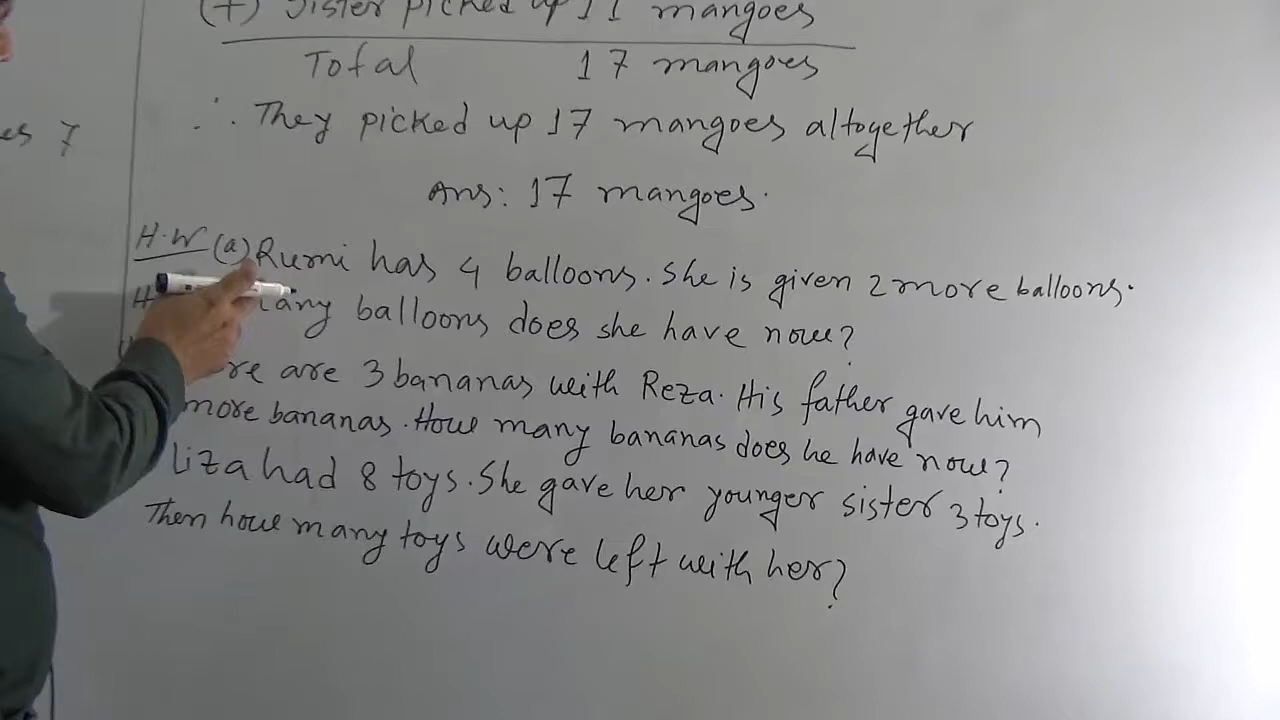 (+) Sister picked up 11 mangoes
Total 17 mangoes
es 7
∴ They picked up 17 mangoes altogether
Ans: 17 mangoes.
H.W (a) Rumi has 4 balloons. She is given 2 more balloons.
balloons does she have now?
are 3 bananas with Reza. His father gave him
more bananas. How many bananas does he have now?
Liza had 8 toys. She gave her younger sister 3 toys.
Then how many toys were left with her?